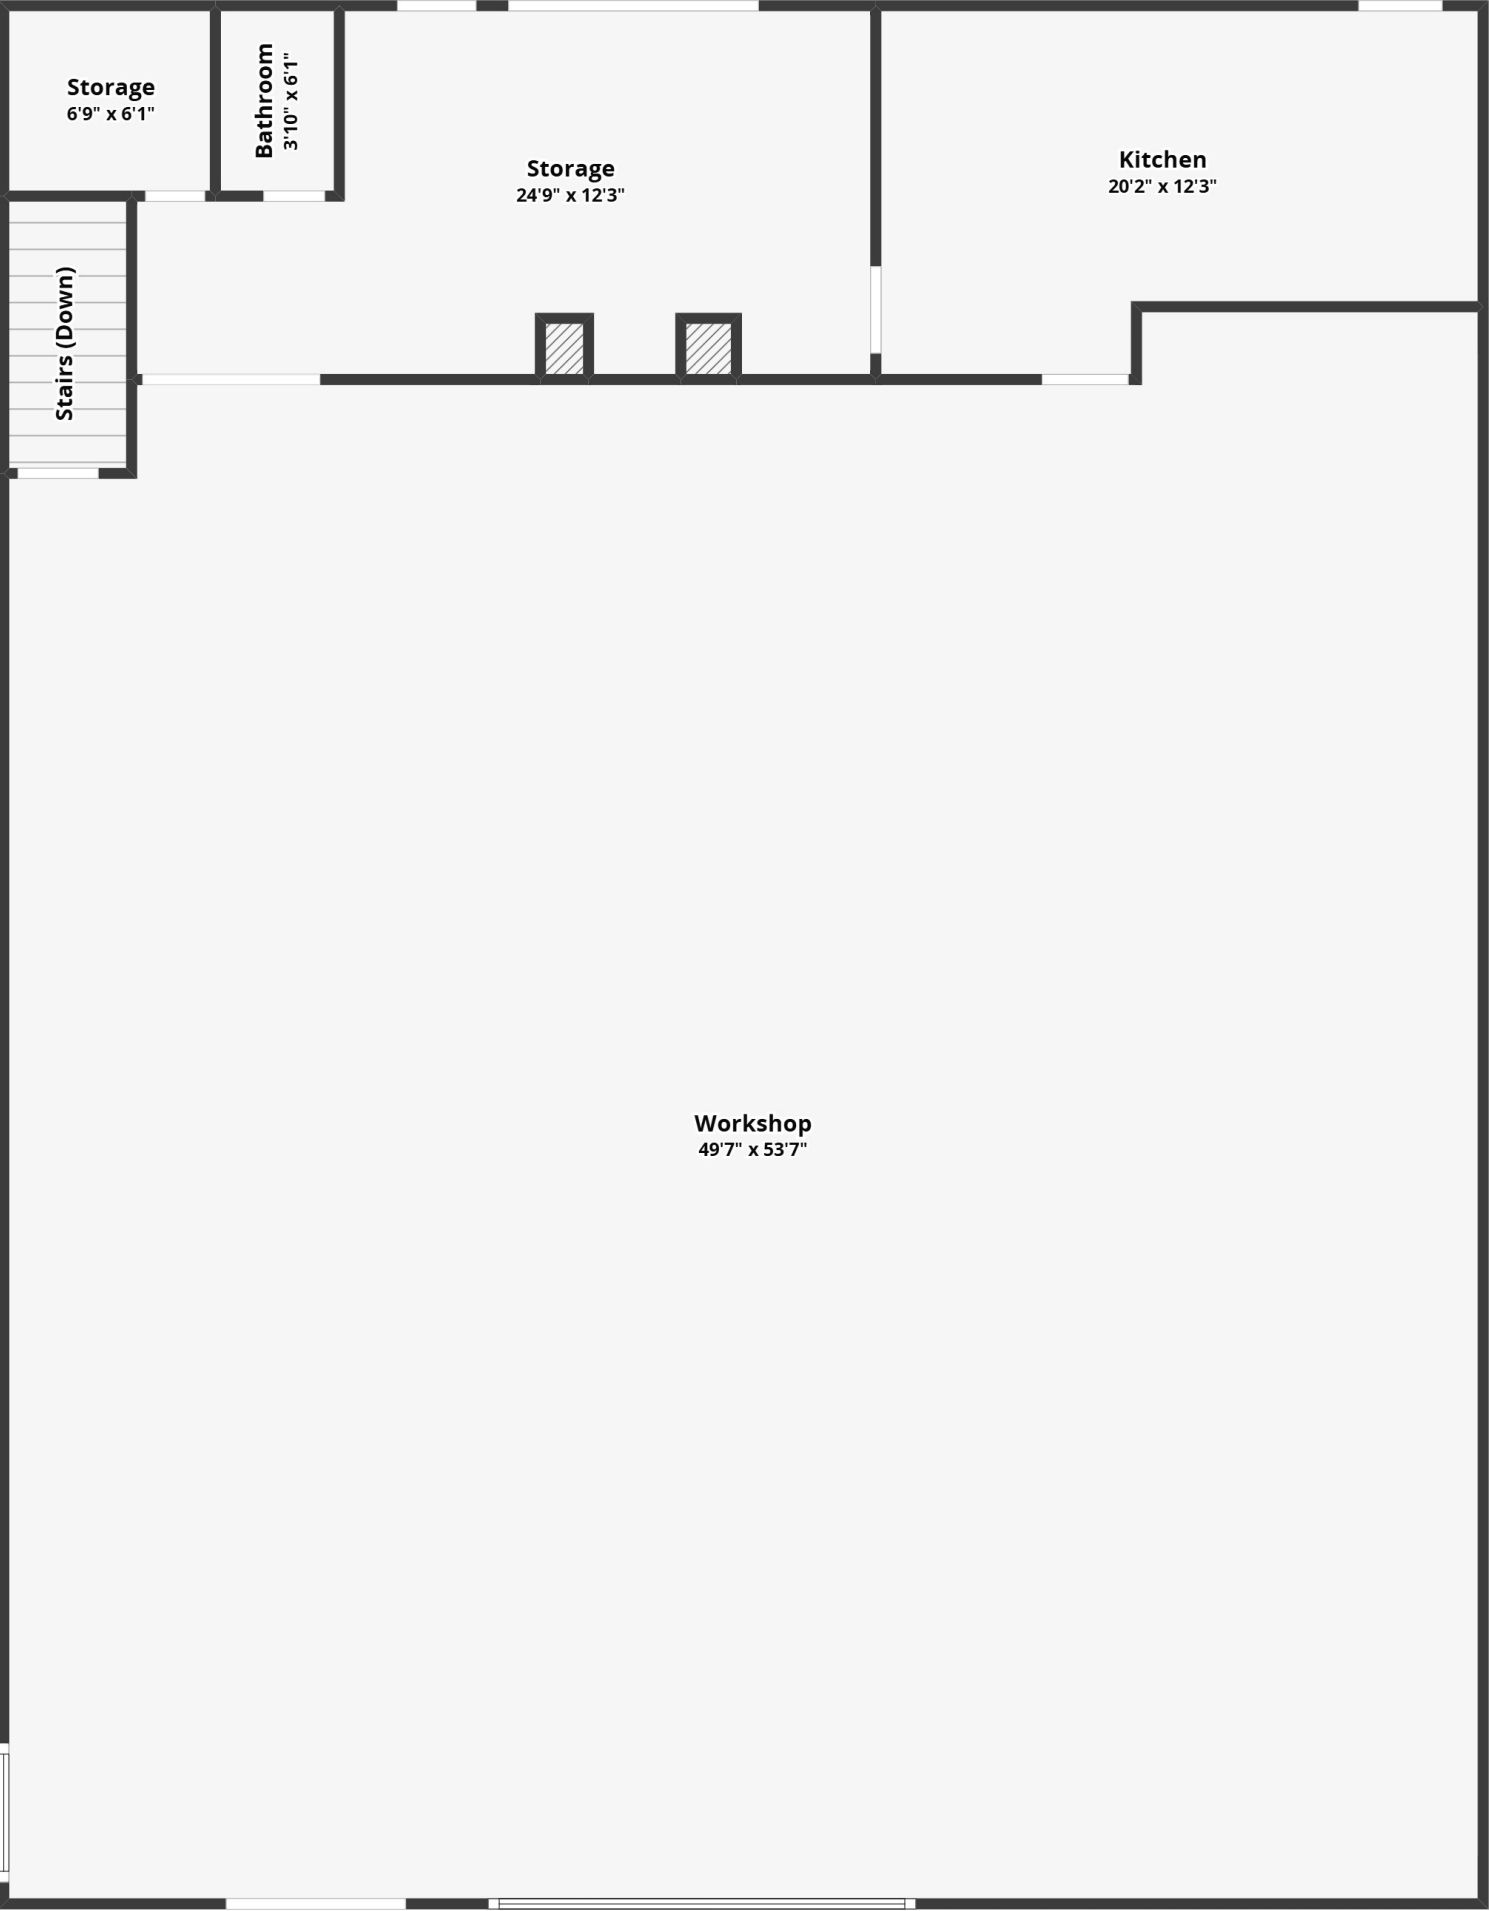 Storage
6'9" x 6'1"
Bathroom
3'10" x 6'1"
Storage
24'9" x 12'3"
Kitchen
20'2" x 12'3"
Stairs (Down)
Workshop
49'7" x 53'7"